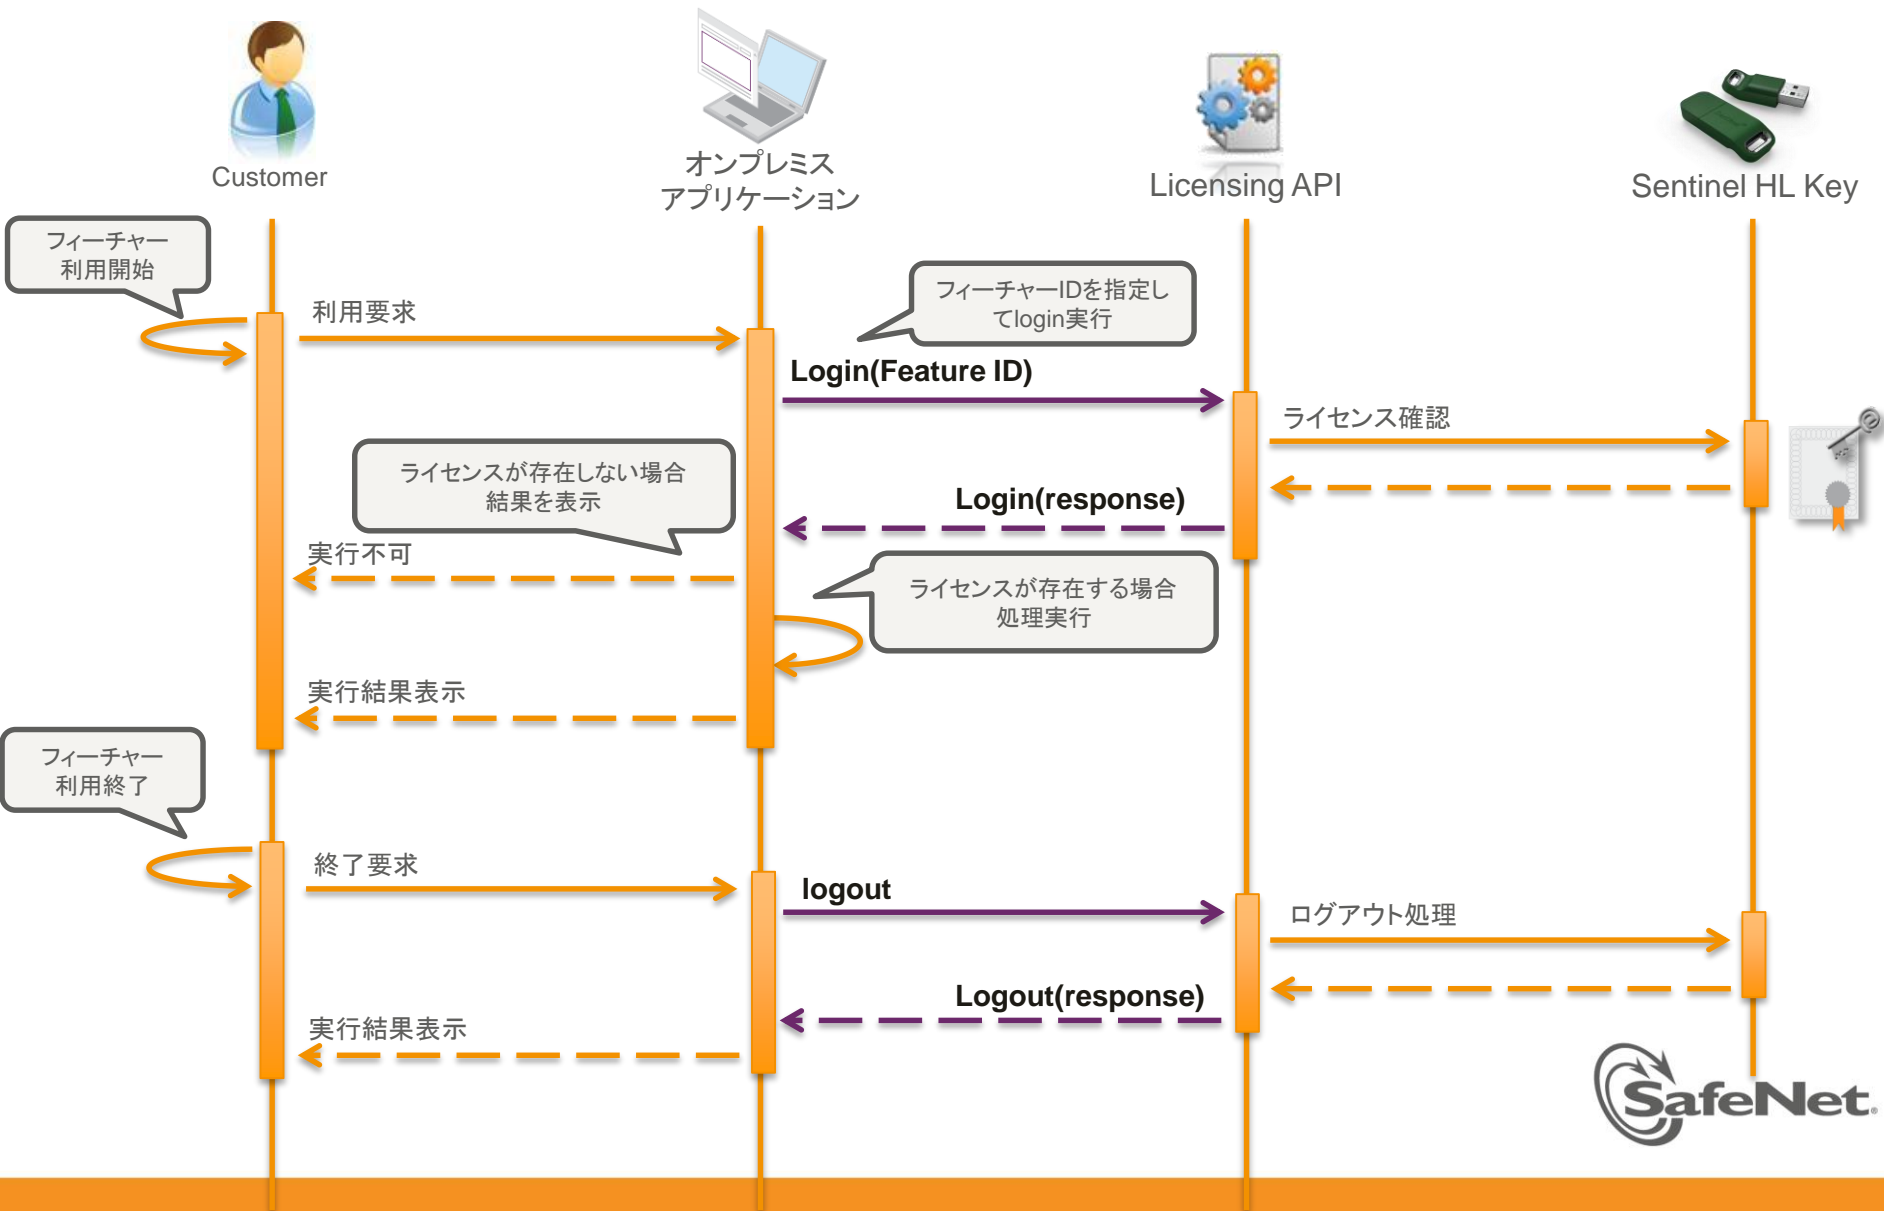 Customer
オンプレミス
アプリケーション
Licensing API
Sentinel HL Key
フィーチャー
利用開始
利用要求
フィーチャーIDを指定し
てlogin実行
Login(Feature ID)
ライセンス確認
ライセンスが存在しない場合
結果を表示
Login(response)
実行不可
ライセンスが存在する場合
処理実行
実行結果表示
フィーチャー
利用終了
終了要求
logout
ログアウト処理
Logout(response)
実行結果表示
SafeNet.